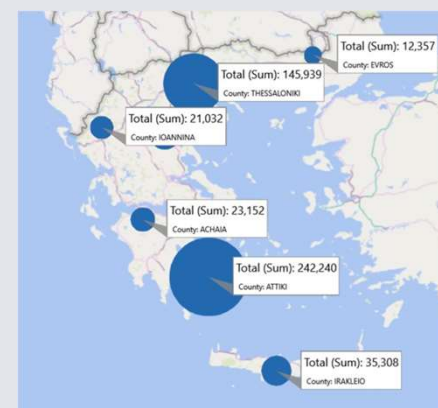 Total (Sum): 12,357
County: EVROS
Total (Sum): 145,939
County: THESSALONIKI
Total (Sum): 21,032
County: IOANNINA
Total (Sum): 23,152
County: ACHAIA
Total (Sum): 242,240
County: ATTIKI
Total (Sum): 35,308
County: IRAKLEIO